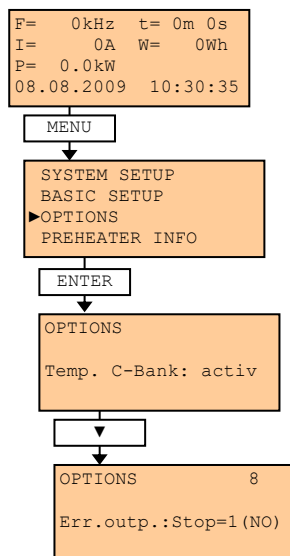 F=   0kHz  t= 0m 0s
I=     0A  W=   0Wh
P=  0.0kW
08.08.2009  10:30:35
MENU
SYSTEM SETUP
BASIC SETUP
►OPTIONS
PREHEATER INFO
ENTER
OPTIONS
Temp. C-Bank: activ
▼
OPTIONS         8
Err.outp.:Stop=1(NO)